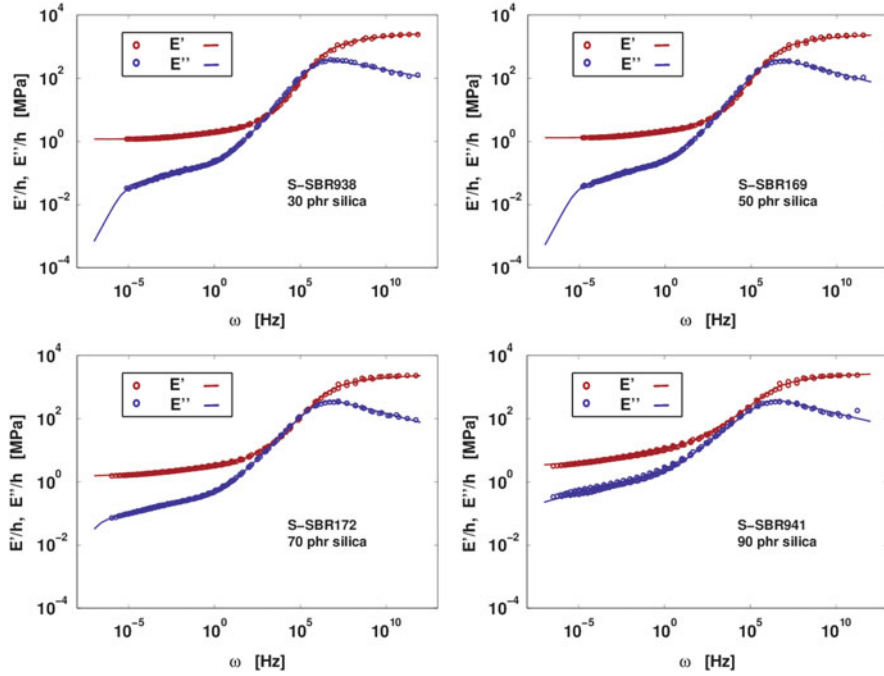 10^4
10^2
10^0
10^-2
10^-4
E'/h, E''/h [MPa]
E'
E''
S-SBR938
30 phr silica
10^-5 10^0 10^5 10^10
ω [Hz]
10^4
10^2
10^0
10^-2
10^-4
E'/h, E''/h [MPa]
E'
E''
S-SBR169
50 phr silica
10^-5 10^0 10^5 10^10
ω [Hz]
10^4
10^2
10^0
10^-2
10^-4
E'/h, E''/h [MPa]
E'
E''
S-SBR172
70 phr silica
10^-5 10^0 10^5 10^10
ω [Hz]
10^4
10^2
10^0
10^-2
10^-4
E'/h, E''/h [MPa]
E'
E''
S-SBR941
90 phr silica
10^-5 10^0 10^5 10^10
ω [Hz]